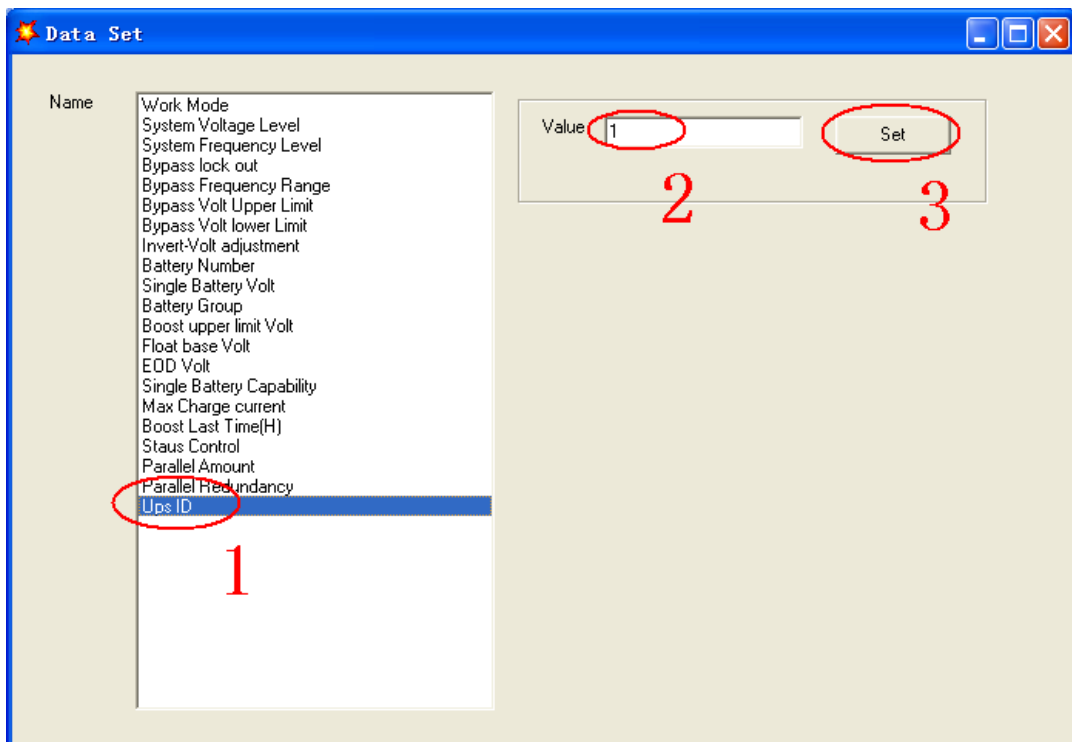 Data Set
Name
Work Mode
System Voltage Level
System Frequency Level
Bypass lock out
Bypass Frequency Range
Bypass Volt Upper Limit
Bypass Volt lower Limit
Invert-Volt adjustment
Battery Number
Single Battery Volt
Battery Group
Boost upper limit Volt
Float base Volt
EOD Volt
Single Battery Capability
Max Charge current
Boost Last Time(H)
Staus Control
Parallel Amount
Parallel Redundancy
Ups ID
1
Value 1 Set
2 3